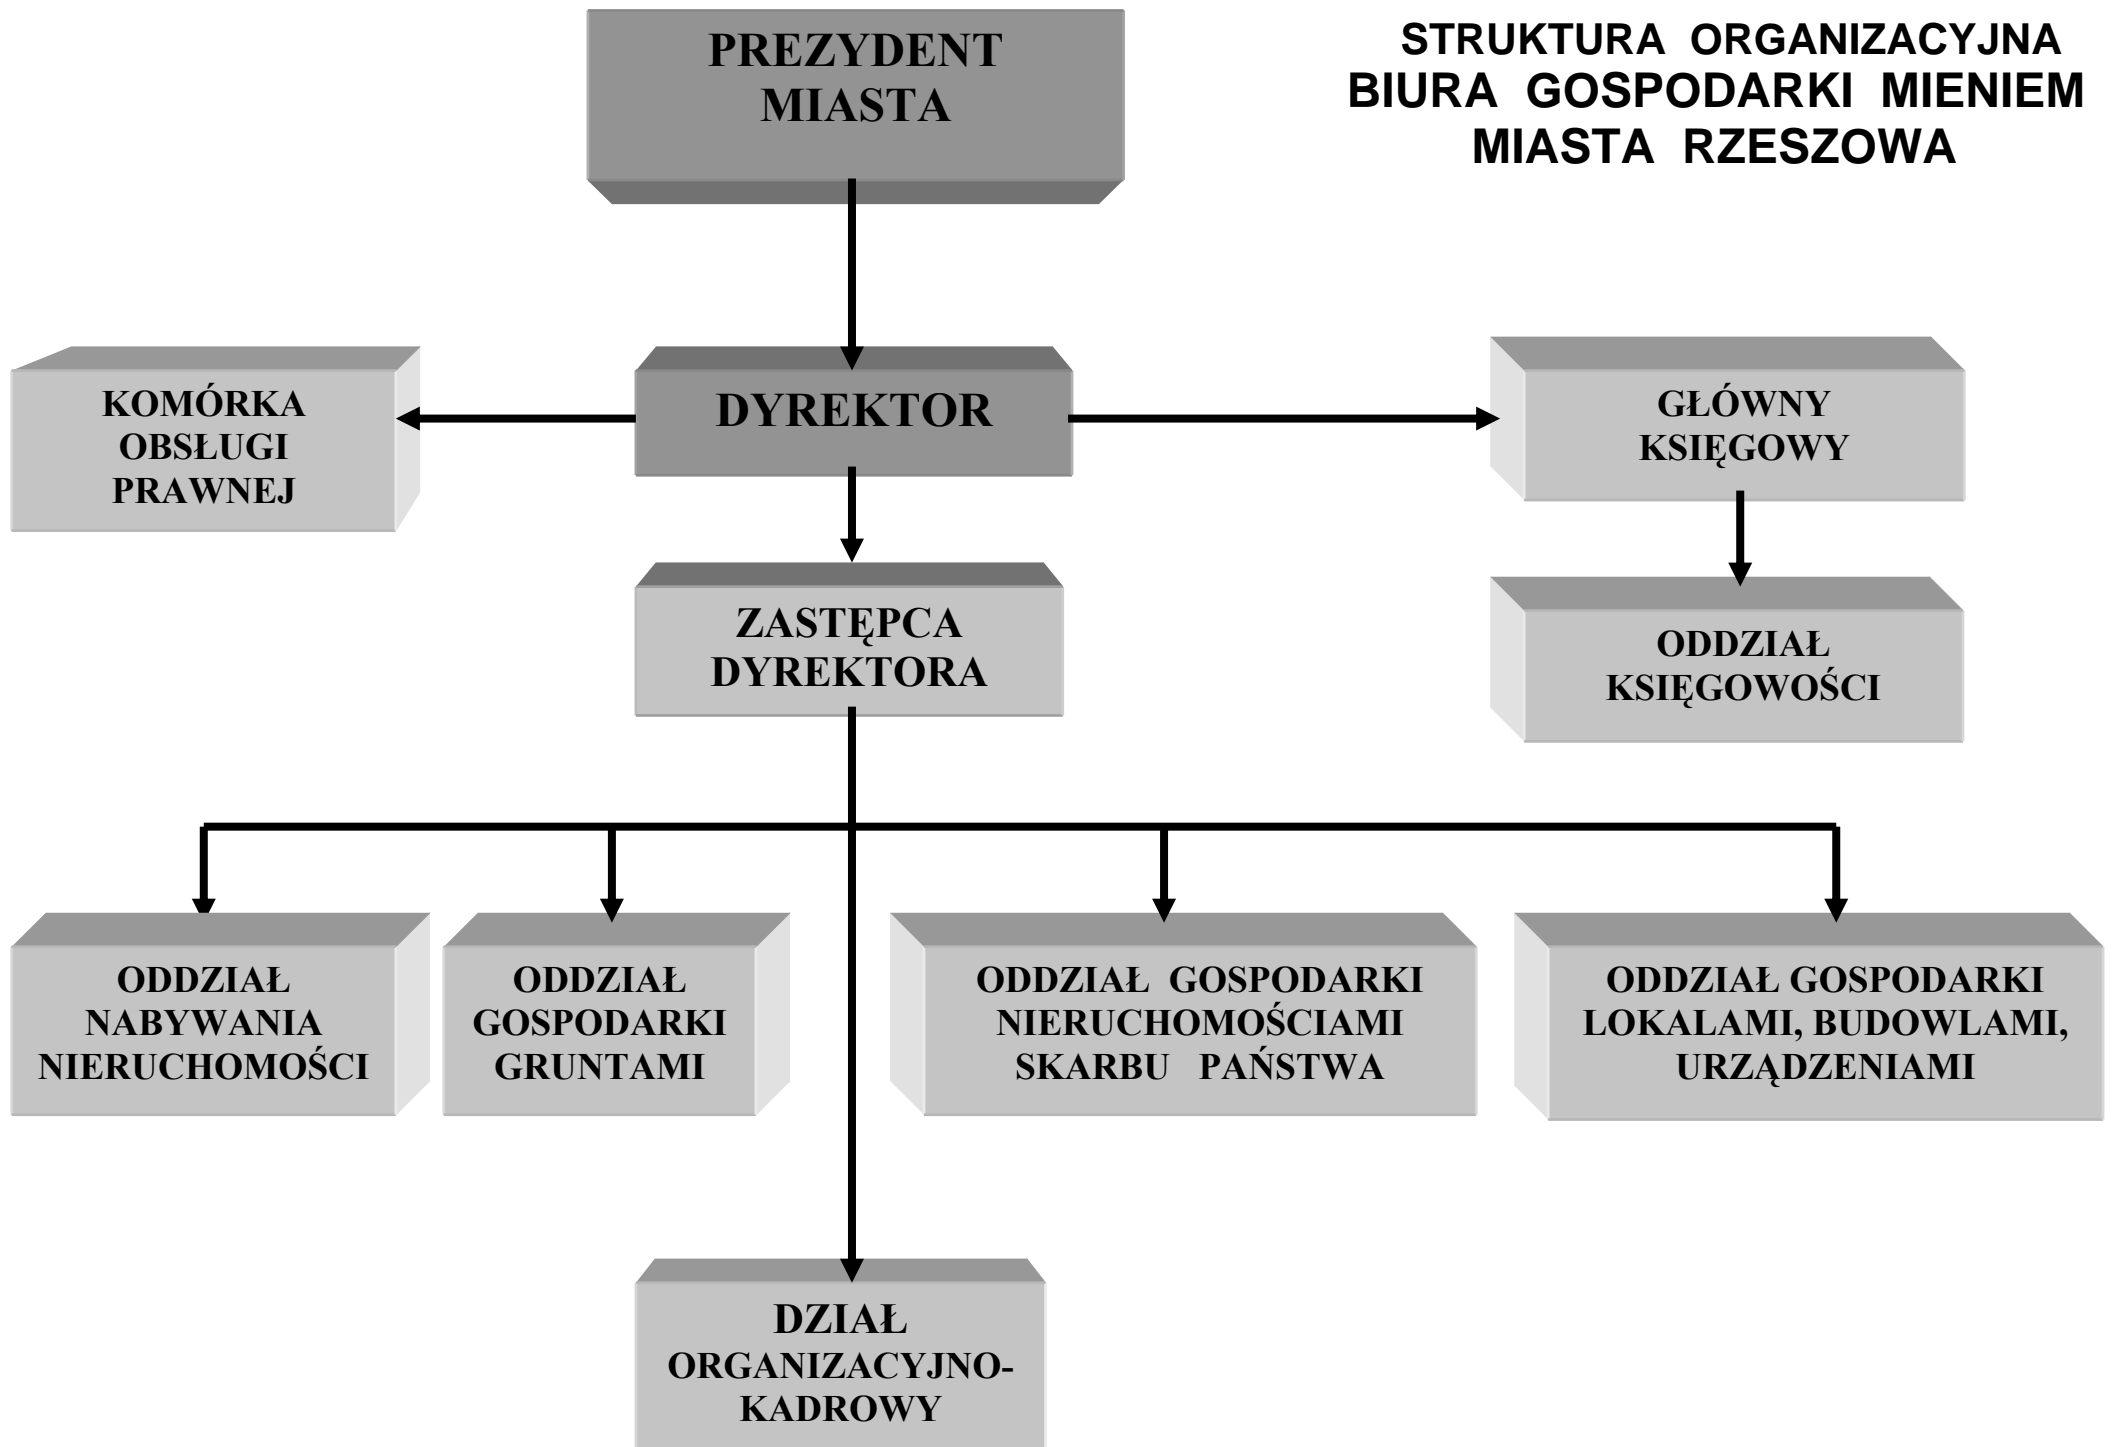 STRUKTURA ORGANIZACYJNA
BIURA GOSPODARKI MIENIEM
MIASTA RZESZOWA
PREZYDENT
MIASTA
KOMÓRKA
OBSŁUGI
PRAWNEJ
DYREKTOR
GŁÓWNY
KSIĘGOWY
ZASTĘPCA
DYREKTORA
ODDZIAŁ
KSIĘGOWOŚCI
ODDZIAŁ
NABYWANIA
NIERUCHOMOŚCI
ODDZIAŁ
GOSPODARKI
GRUNTAMI
ODDZIAŁ GOSPODARKI
NIERUCHOMOŚCIAMI
SKARBU PAŃSTWA
ODDZIAŁ GOSPODARKI
LOKALAMI, BUDOWLAMI,
URZĄDZENIAMI
DZIAŁ
ORGANIZACYJNO-
KADROWY